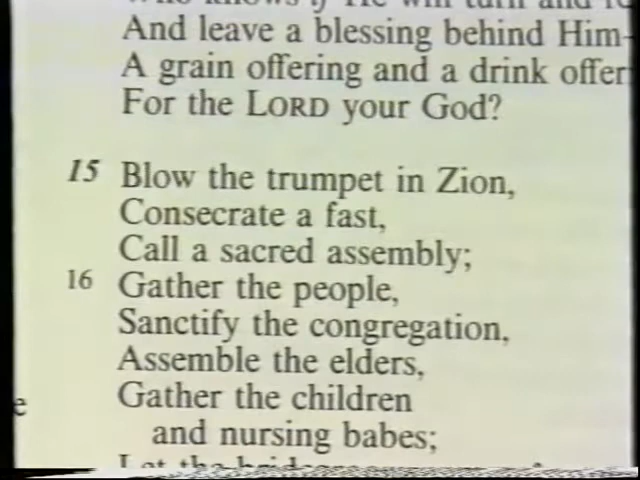 And leave a blessing behind Him—
A grain offering and a drink offer
For the LORD your God?
15 Blow the trumpet in Zion,
Consecrate a fast,
Call a sacred assembly;
16 Gather the people,
Sanctify the congregation,
Assemble the elders,
Gather the children
and nursing babes;